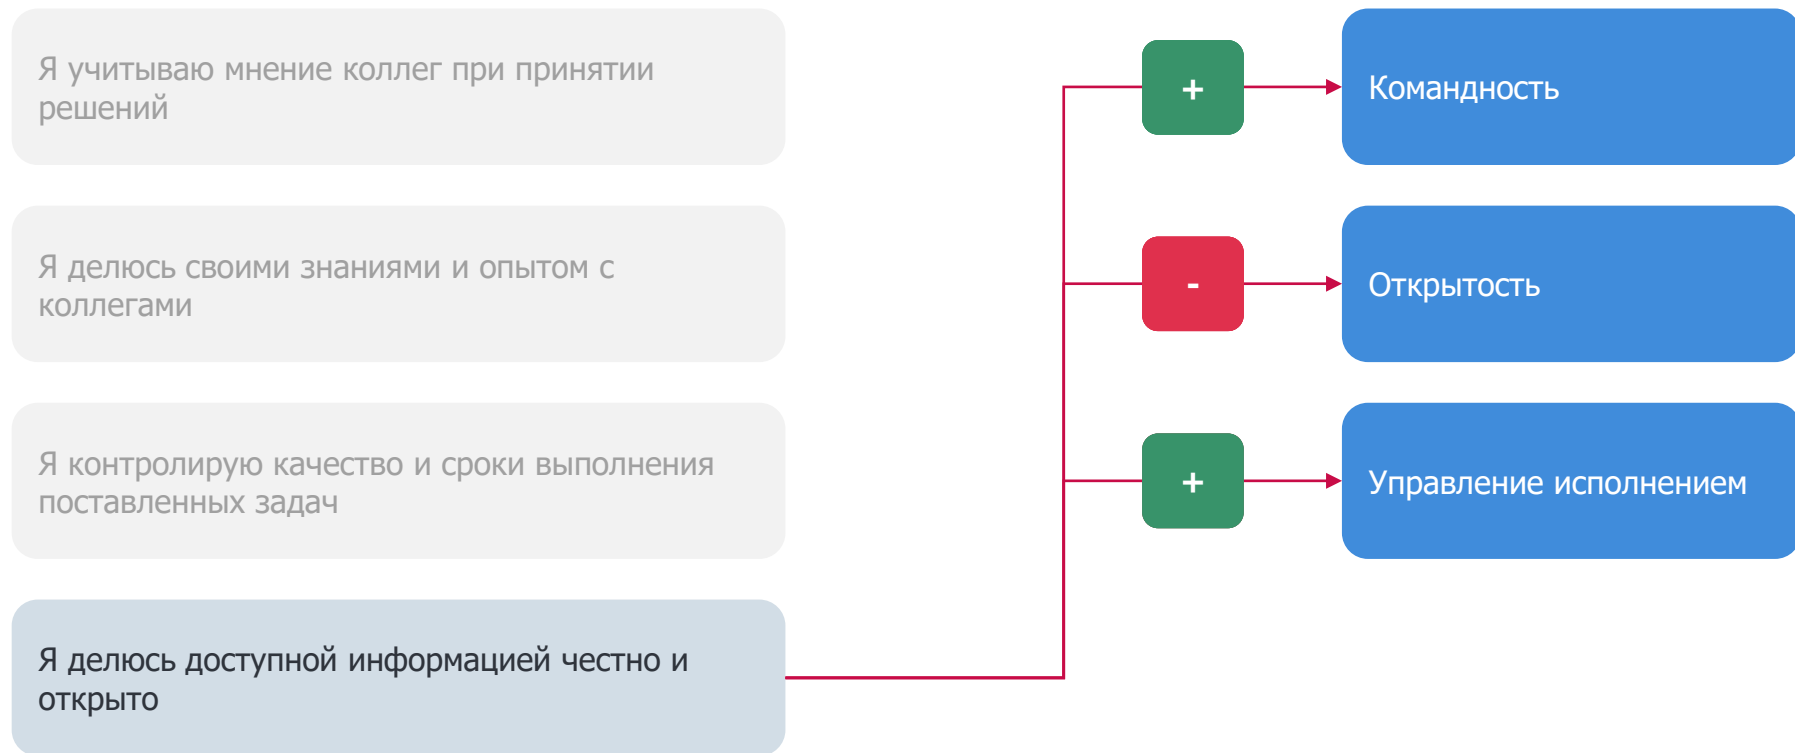 Я учитываю мнение коллег при принятии
решений
+
Командность
Я делюсь своими знаниями и опытом с
коллегами
-
Открытость
Я контролирую качество и сроки выполнения
поставленных задач
+
Управление исполнением
Я делюсь доступной информацией честно и
открыто